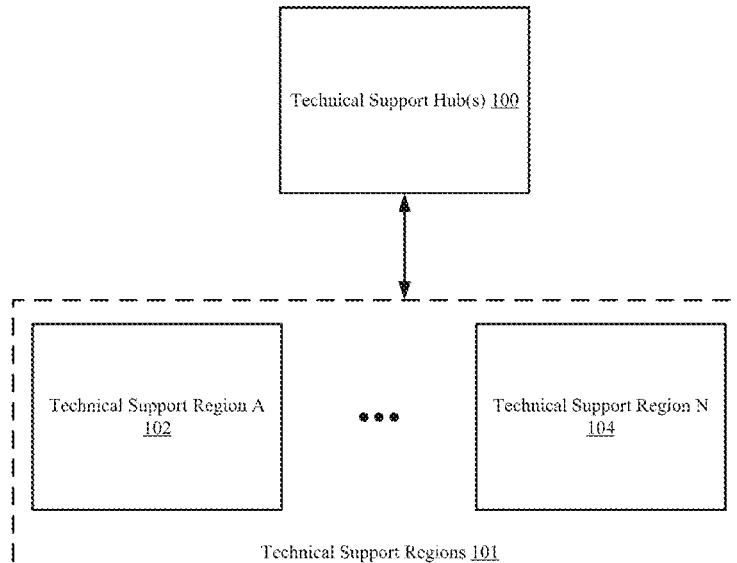 Technical Support Hub(s) 100
Technical Support Region A
102
Technical Support Region N
104
Technical Support Regions 101